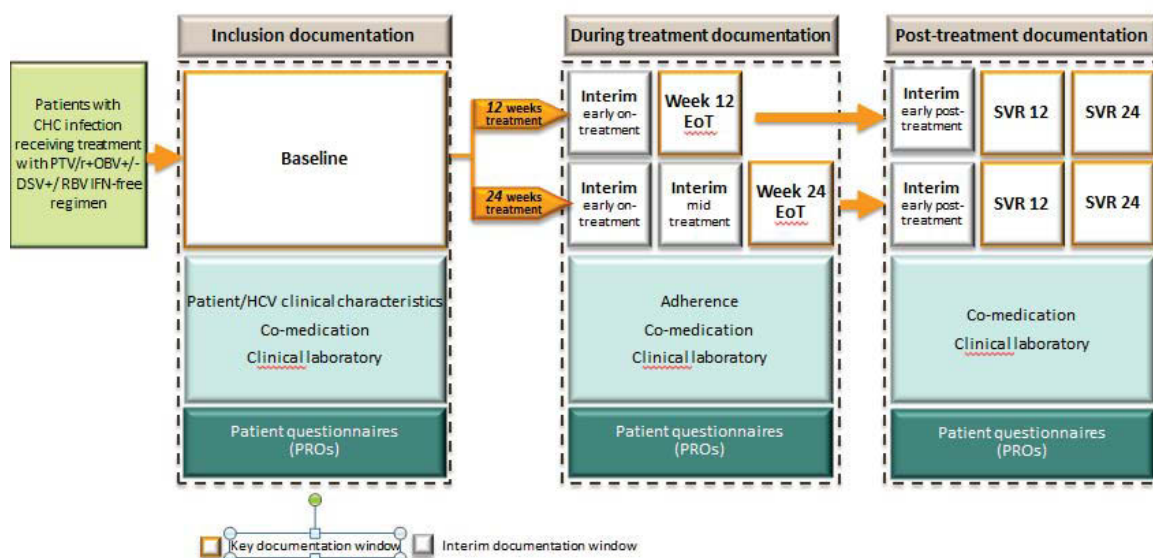 Inclusion documentation
During treatment documentation
Post-treatment documentation
Patients with
CHC infection
receiving treatment
with PTV/r+OBV+/-
DSV+/ RBV IFN-free
regimen
Baseline
12 weeks
treatment
24 weeks
treatment
Interim
early on-
treatment
Week 12
EoT
Interim
early on-
treatment
Interim
mid
treatment
Week 24
EoT
Interim
early post-
treatment
SVR 12
SVR 24
Interim
early post-
treatment
SVR 12
SVR 24
Patient/HCV clinical characteristics
Co-medication
Clinical laboratory
Adherence
Co-medication
Clinical laboratory
Co-medication
Clinical laboratory
Patient questionnaires
(PROs)
Patient questionnaires
(PROs)
Patient questionnaires
(PROs)
Key documentation window
Interim documentation window